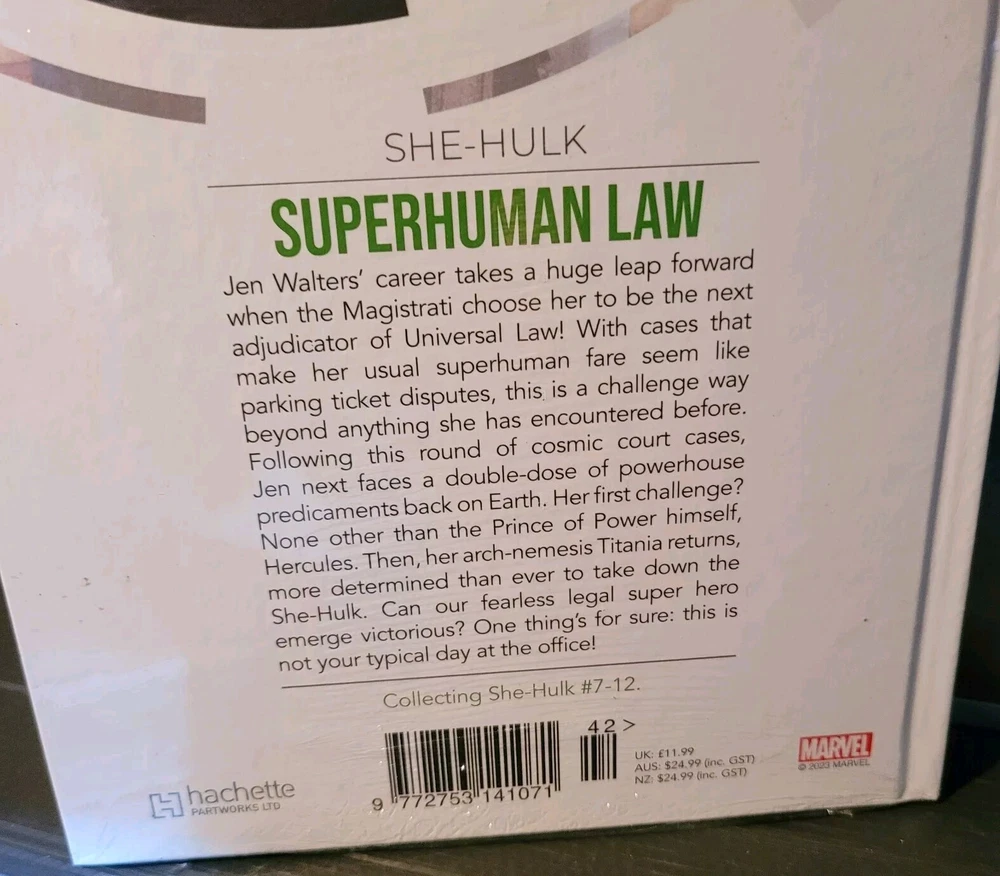 SHE-HULK
SUPERHUMAN LAW
Jen Walters' career takes a huge leap forward
when the Magistrati choose her to be the next
adjudicator of Universal Law! With cases that
make her usual superhuman fare seem like
parking ticket disputes, this is a challenge way
beyond anything she has encountered before.
Following this round of cosmic court cases,
Jen next faces a double-dose of powerhouse
predicaments back on Earth. Her first challenge?
None other than the Prince of Power himself,
Hercules. Then, her arch-nemesis Titania returns,
more determined than ever to take down the
She-Hulk. Can our fearless legal super hero
emerge victorious? One thing's for sure: this is
not your typical day at the office!
Collecting She-Hulk #7-12.
42>
9 772753 141071
UK: £11.99
AUS: $24.99 (inc. GST)
NZ: $24.99 (inc. GST)
MARVEL
© 2023 MARVEL
hachette
PARTWORKS LTD